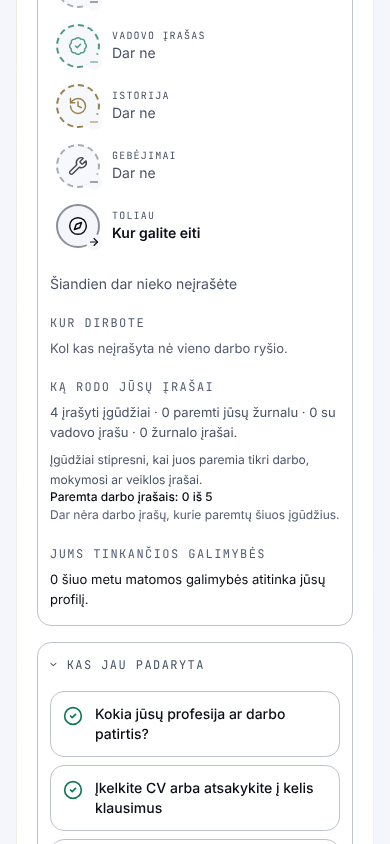 VADOVO ĮRAŠAS
Dar ne
ISTORIJA
Dar ne
GEBĖJIMAI
Dar ne
TOLIAU
Kur galite eiti
Šiandien dar nieko neįrašėte
KUR DIRBOTE
Kol kas neįrašyta nė vieno darbo ryšio.
KĄ RODO JŪSŲ ĮRAŠAI
4 įrašyti įgūdžiai · 0 paremti jūsų žurnalu · 0 su
vadovo įrašu · 0 žurnalo įrašai.
Įgūdžiai stipresni, kai juos paremia tikri darbo,
mokymosi ar veiklos įrašai.
Paremta darbo įrašais: 0 iš 5
Dar nėra darbo įrašų, kurie paremtų šiuos įgūdžius.
JUMS TINKANČIOS GALIMYBĖS
0 šiuo metu matomos galimybės atitinka jūsų
profilį.
KAS JAU PADARYTA
Kokia jūsų profesija ar darbo
patirtis?
Įkelkite CV arba atsakykite į kelis
klausimus